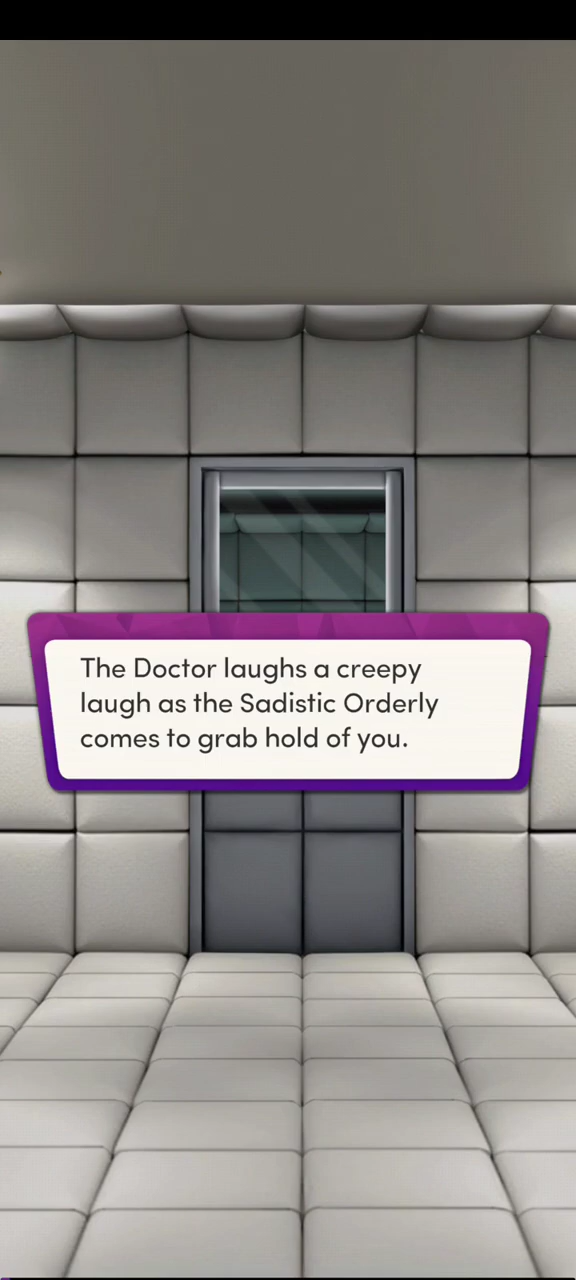 The Doctor laughs a creepy
laugh as the Sadistic Orderly
comes to grab hold of you.